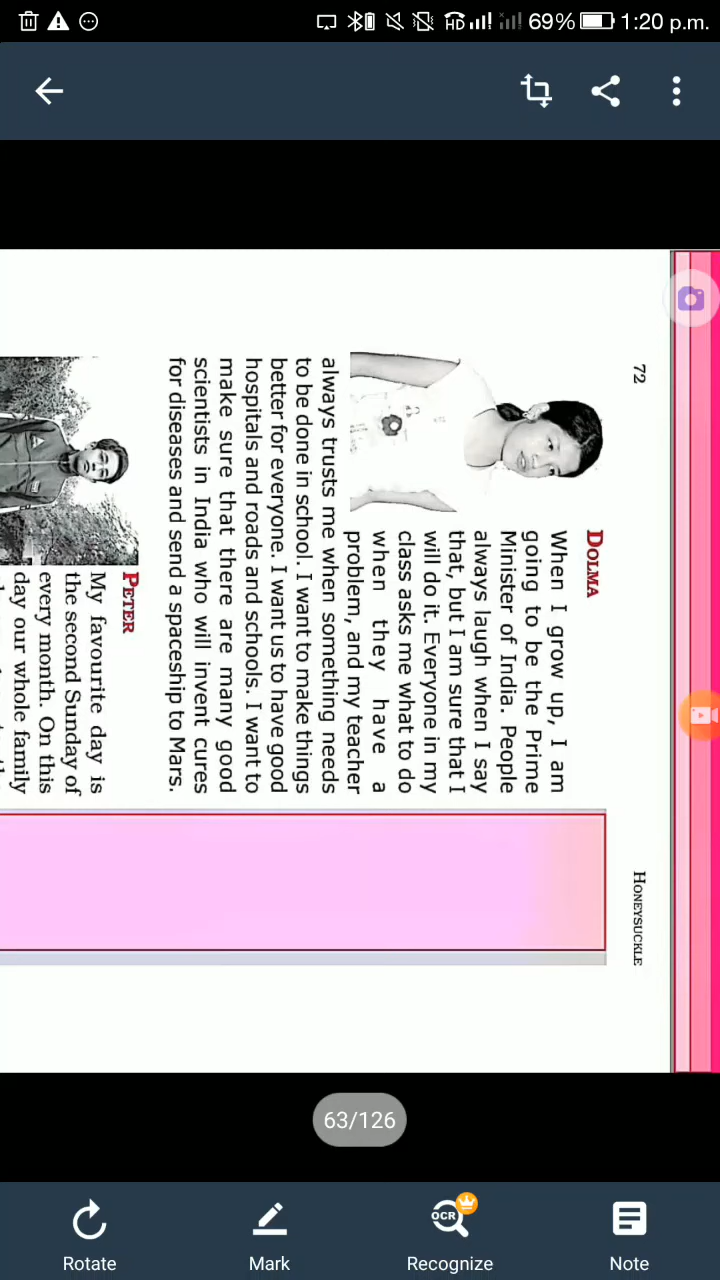 69% 1:20 p.m.
HD
72
HONEYSUCKLE
DOLMA
When I grow up, I am
going to be the Prime
Minister of India. People
always laugh when I say
that, but I am sure that I
will do it. Everyone in my
class asks me what to do
when they have a
problem, and my teacher
always trusts me when something needs
to be done in school. I want to make things
better for everyone. I want us to have good
hospitals and roads and schools. I want to
make sure that there are many good
scientists in India who will invent cures
for diseases and send a spaceship to Mars.
PETER
My favourite day is
the second Sunday of
every month. On this
day our whole family
63/126
Rotate
Mark
OCR
Recognize
Note